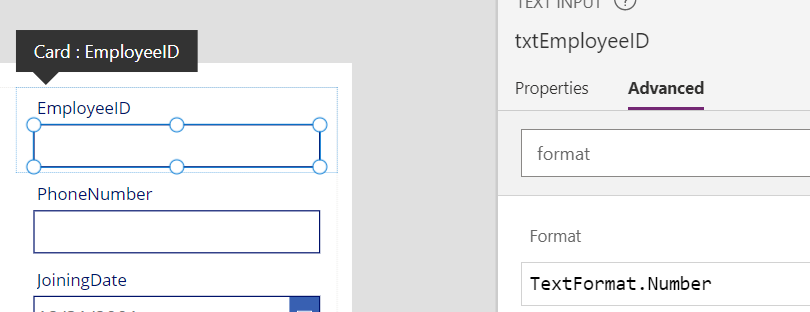 TEXT INPUT ?
txtEmployeeID
Card : EmployeeID
Properties Advanced
EmployeeID
format
PhoneNumber
Format
JoiningDate
TextFormat.Number